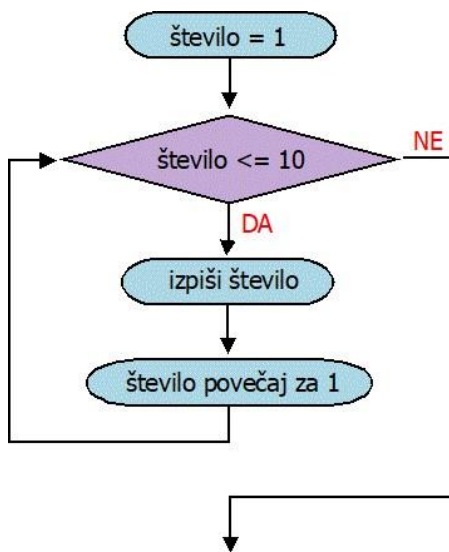 število = 1
število <= 10
NE
DA
izpiši število
število povečaj za 1